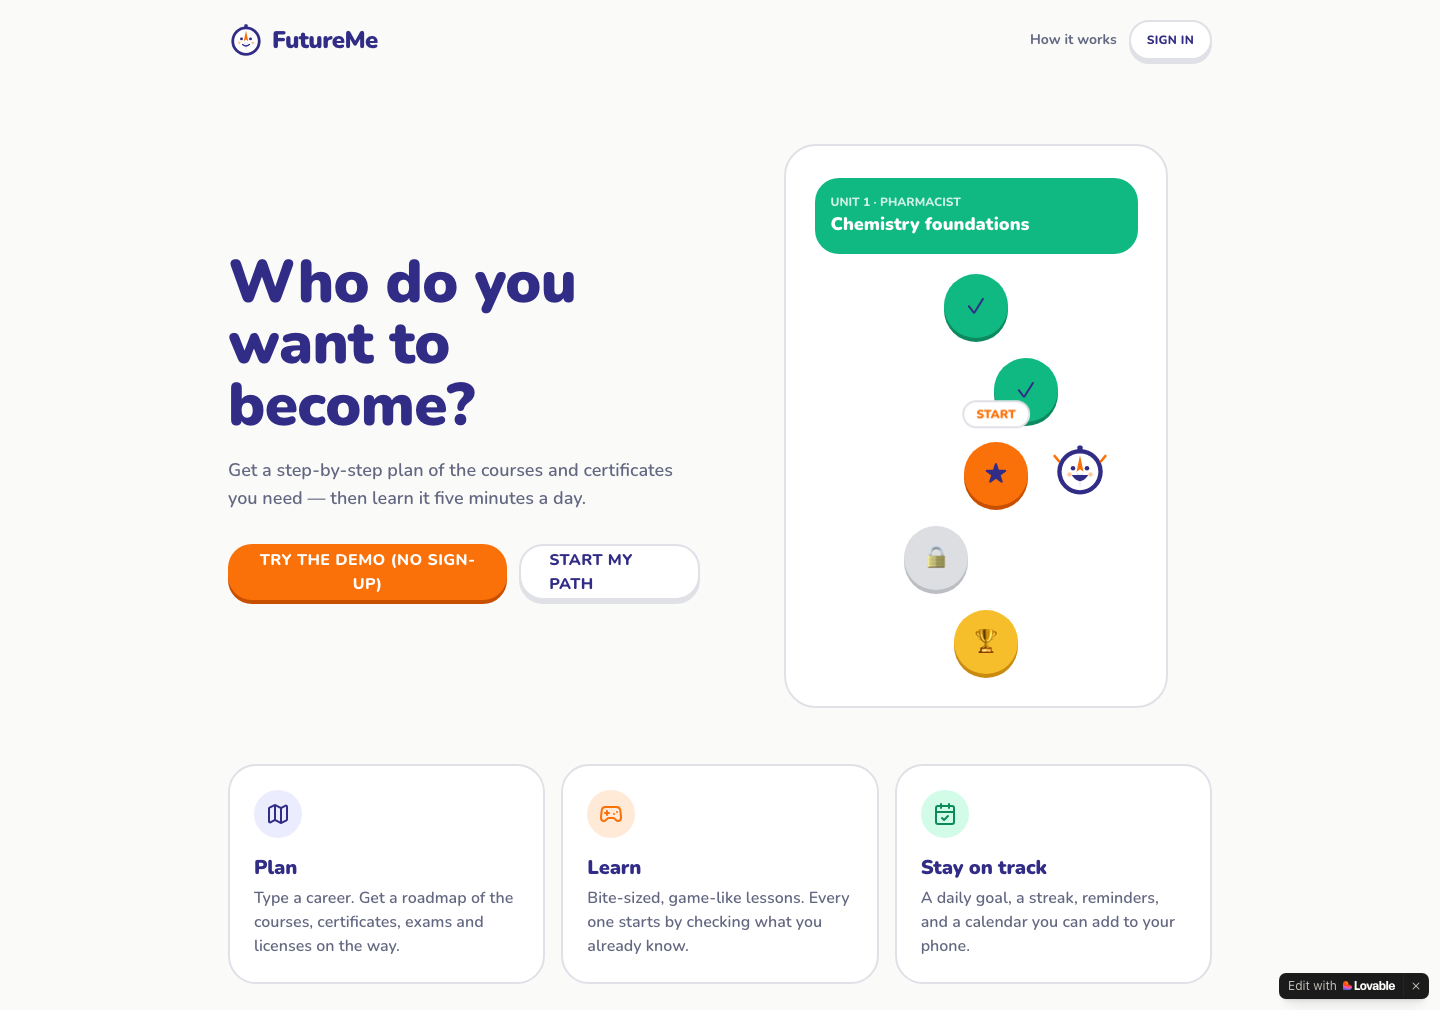 FutureMe
How it works
SIGN IN
Who do you
want to
become?
Get a step-by-step plan of the courses and certificates
you need — then learn it five minutes a day.
TRY THE DEMO (NO SIGN-
UP)
START MY
PATH
UNIT 1 · PHARMACIST
Chemistry foundations
START
Plan
Type a career. Get a roadmap of the
courses, certificates, exams and
licenses on the way.
Learn
Bite-sized, game-like lessons. Every
one starts by checking what you
already know.
Stay on track
A daily goal, a streak, reminders,
and a calendar you can add to your
phone.
Edit with Lovable